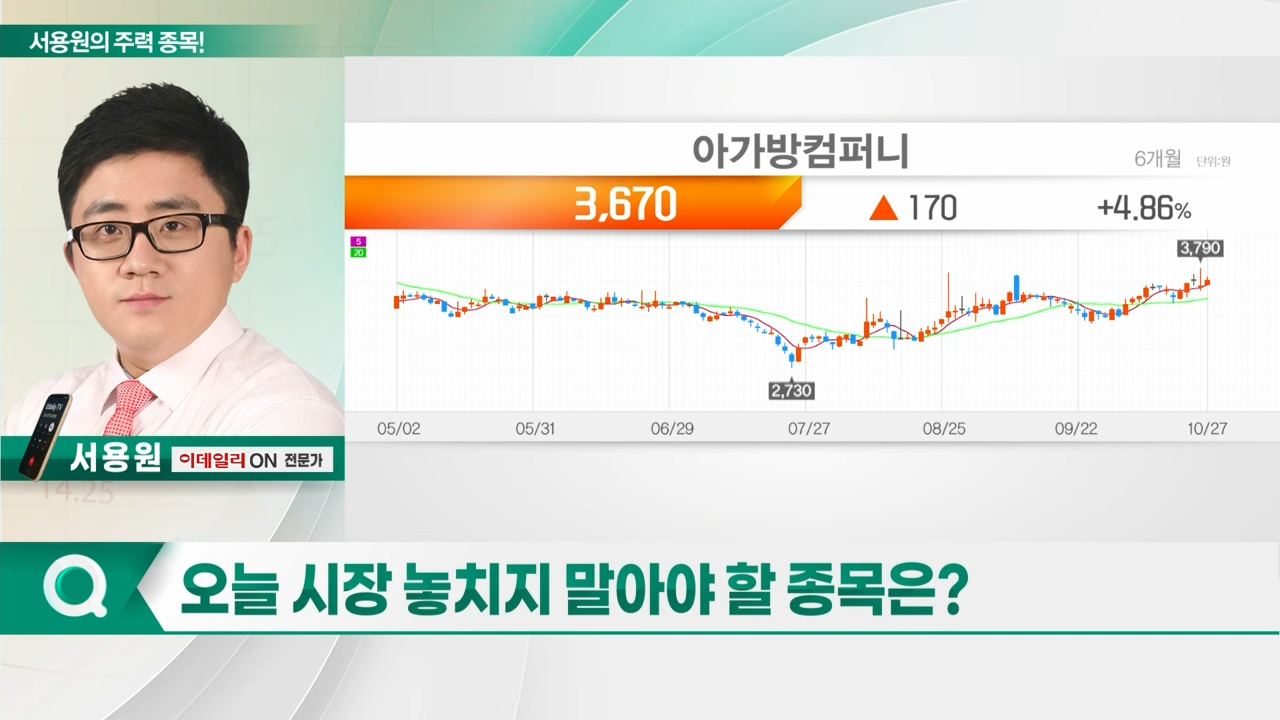 서용원의 주력 종목!
아가방컴퍼니
6개월 단위:원
3,670 ▲ 170 +4.86%
5
20
3,790
2,730
05/02 05/31 06/29 07/27 08/25 09/22 10/27
서용원 이데일리 ON 전문가
14.25
오늘 시장 놓치지 말아야 할 종목은?